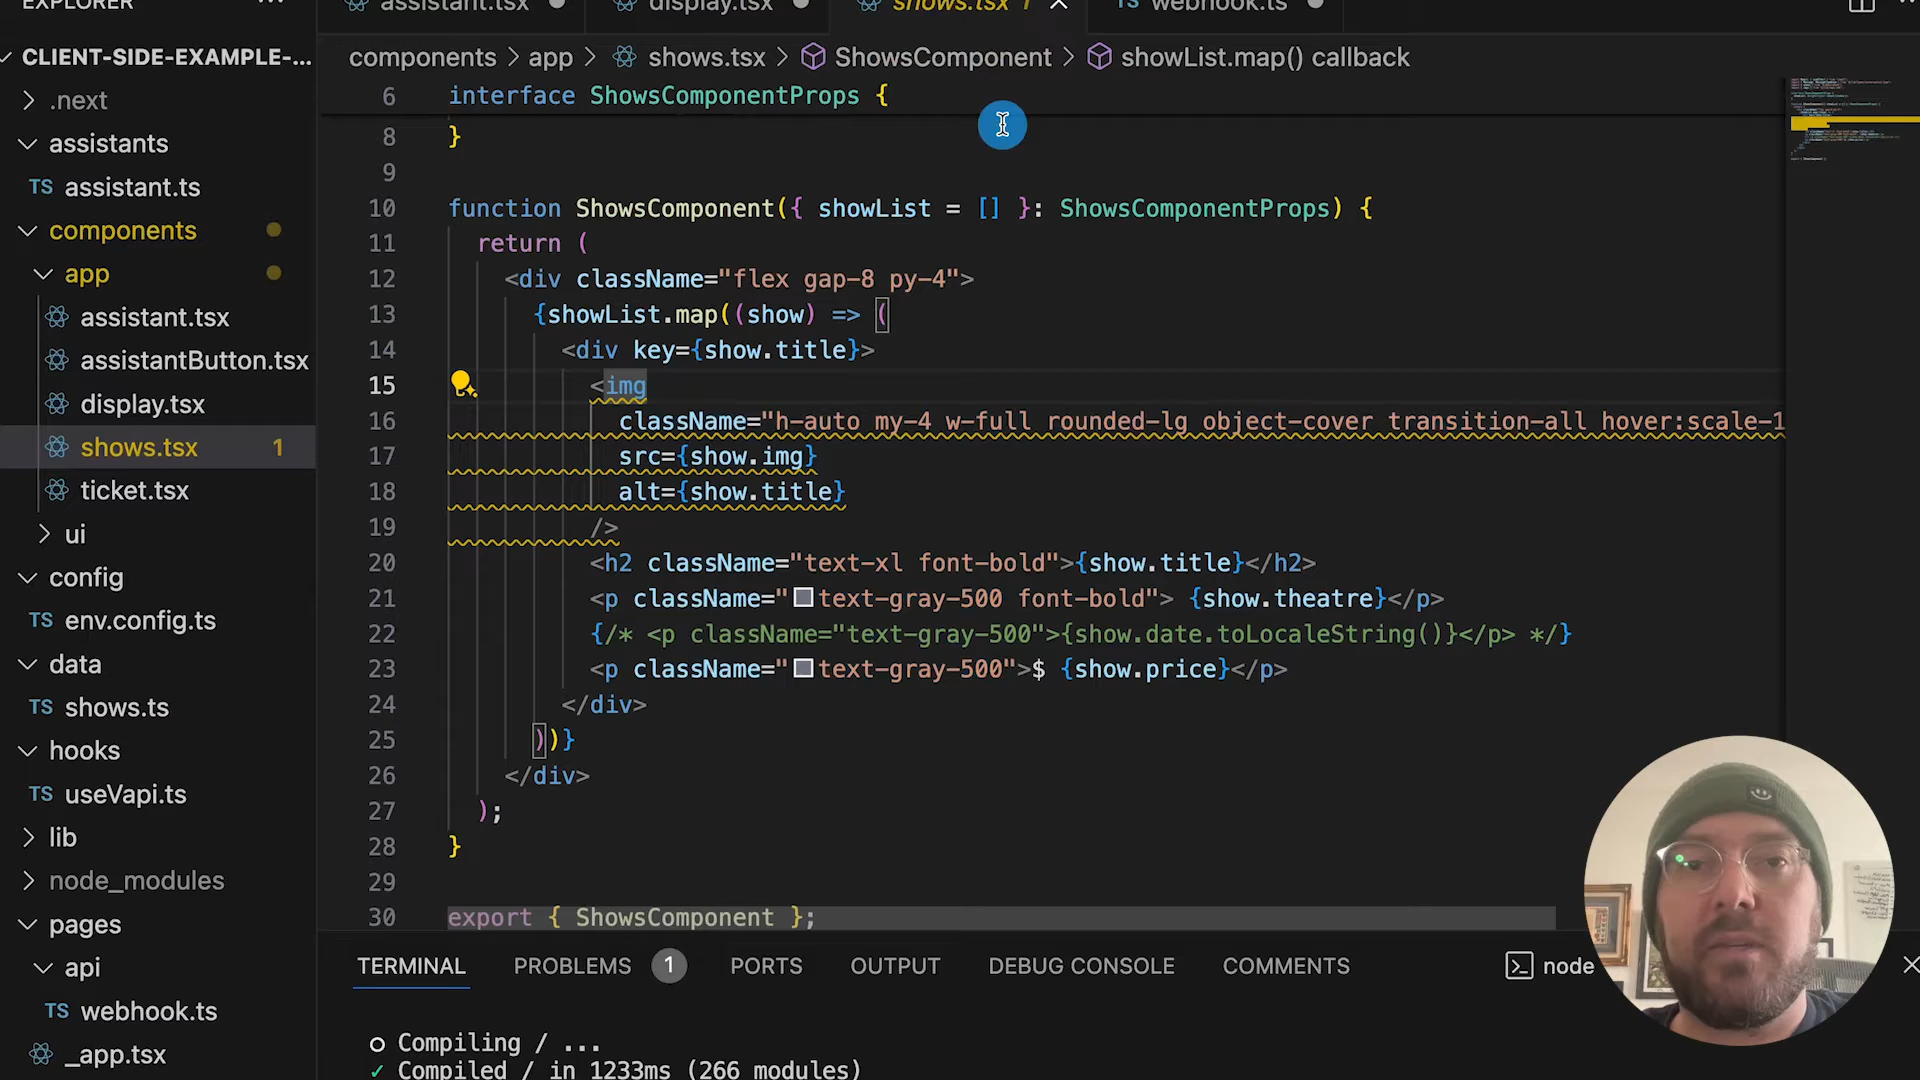 EXPLORER
...
assistant.tsx
display.tsx
shows.tsx 1
TS webhook.ts
CLIENT-SIDE-EXAMPLE-...
components > app > shows.tsx > ShowsComponent > showList.map() callback
.next
assistants
TS assistant.ts
components
app
assistant.tsx
assistantButton.tsx
display.tsx
shows.tsx 1
ticket.tsx
ui
config
TS env.config.ts
data
TS shows.ts
hooks
TS useVapi.ts
lib
node_modules
pages
api
TS webhook.ts
_app.tsx
6 interface ShowsComponentProps {
8 }
9
10 function ShowsComponent({ showList = [] }: ShowsComponentProps) {
11 return (
12 <div className="flex gap-8 py-4">
13 {showList.map((show) => (
14 <div key={show.title}>
15 <img
16 className="h-auto my-4 w-full rounded-lg object-cover transition-all hover:scale-1
17 src={show.img}
18 alt={show.title}
19 />
20 <h2 className="text-xl font-bold">{show.title}</h2>
21 <p className="text-gray-500 font-bold"> {show.theatre}</p>
22 {/* <p className="text-gray-500">{show.date.toLocaleString()}</p> */}
23 <p className="text-gray-500">$ {show.price}</p>
24 </div>
25 ))}
26 </div>
27 );
28 }
29
30 export { ShowsComponent };
TERMINAL PROBLEMS 1 PORTS OUTPUT DEBUG CONSOLE COMMENTS
node
Compiling / ...
✓ Compiled / in 1233ms (266 modules)